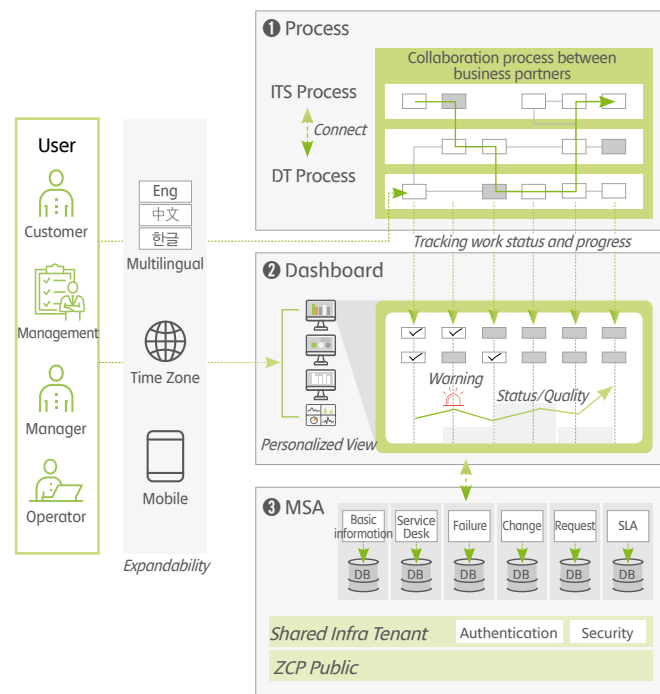 ❶ Process
Collaboration process between
business partners
ITS Process
Connect
DT Process
User
Customer
Management
Manager
Operator
Eng
中文
한글
Multilingual
Time Zone
Mobile
Expandability
Tracking work status and progress
❷ Dashboard
Warning
Status/Quality
Personalized View
❸ MSA
Basic
information
Service
Desk
Failure
Change
Request
SLA
DB
DB
DB
DB
DB
DB
Shared Infra Tenant
Authentication
Security
ZCP Public